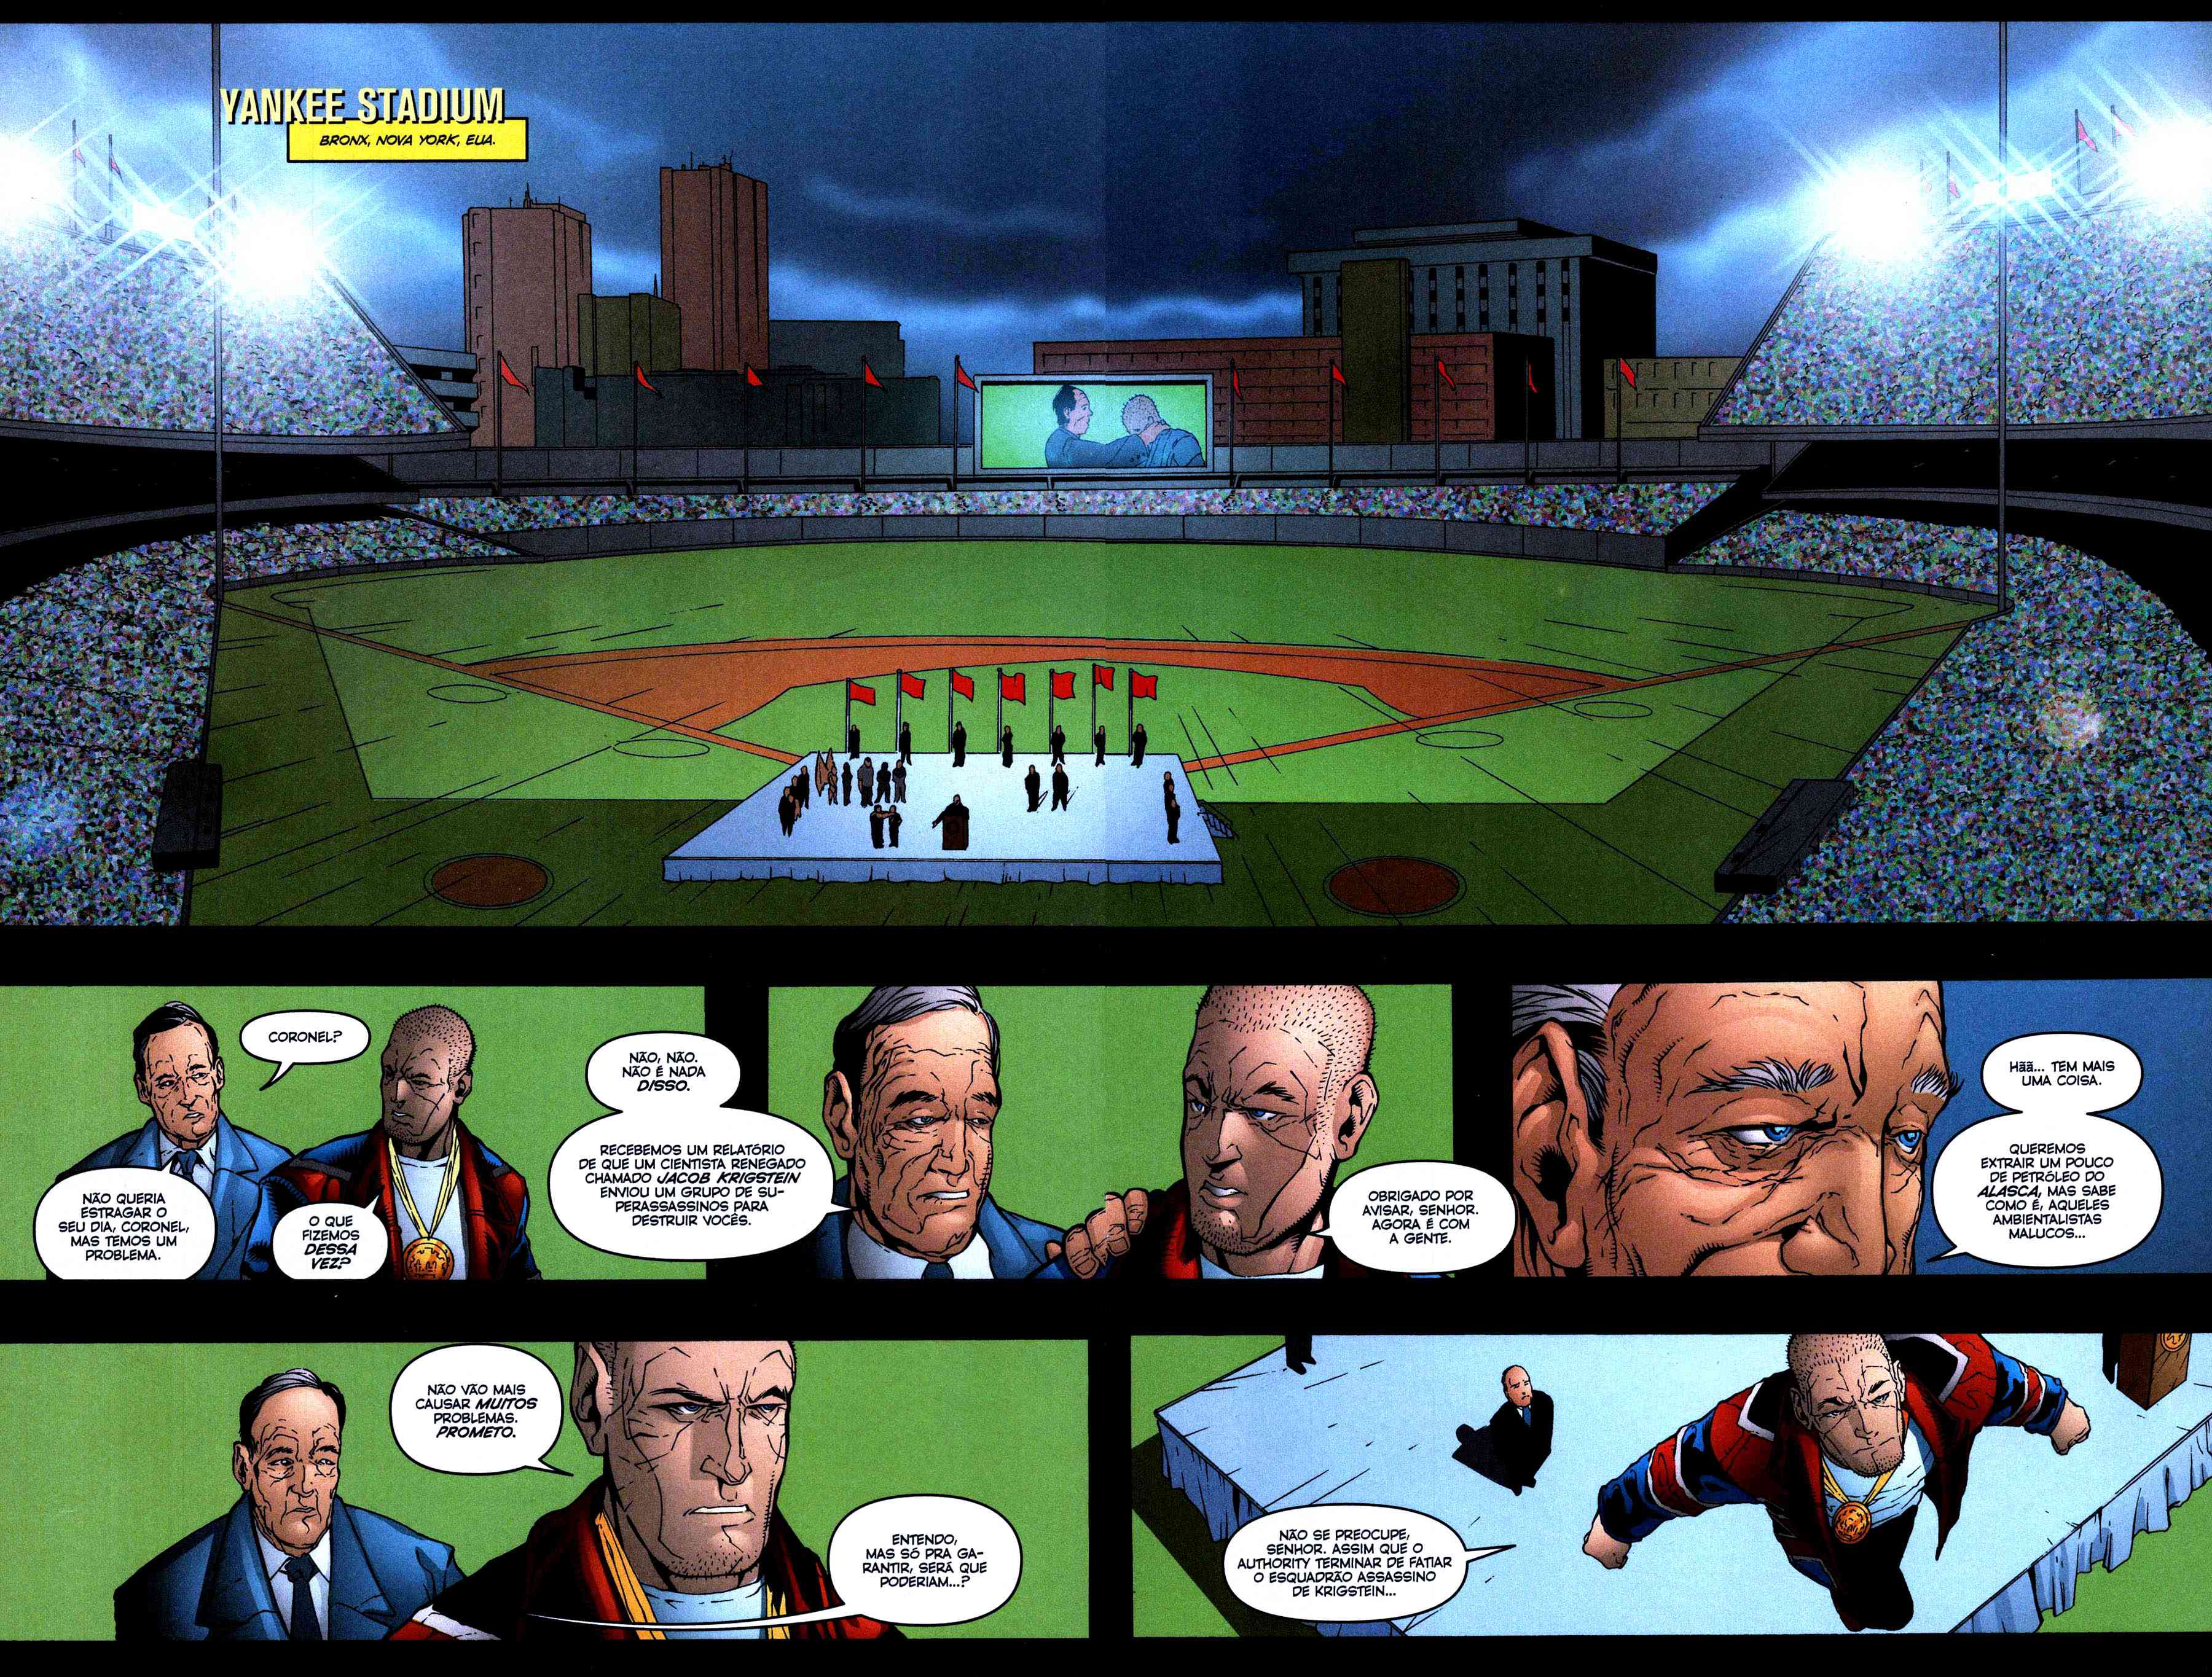 YANKEE STADIUM
BRONX, NOVA YORK, EUA.
CORONEL?
NÃO QUERIA
ESTRAGAR O
SEU DIA, CORONEL,
MAS TEMOS UM
PROBLEMA.
O QUE
FIZEMOS
DESSA
VEZ?
NÃO, NÃO.
NÃO É NADA
DISSO.
RECEBEMOS UM RELATÓRIO
DE QUE UM CIENTISTA RENEGADO
CHAMADO JACOB KRIGSTEIN
ENVIOU UM GRUPO DE SU-
PERASSASSINOS PARA
DESTRUIR VOCÊS.
OBRIGADO POR
AVISAR, SENHOR.
AGORA É COM
A GENTE.
HÃÃ... TEM MAIS
UMA COISA.
QUEREMOS
EXTRAIR UM POUCO
DE PETRÓLEO DO
ALASCA, MAS SABE
COMO É, AQUELES
AMBIENTALISTAS
MALUCOS...
NÃO VÃO MAIS
CAUSAR MUITOS
PROBLEMAS.
PROMETO.
ENTENDO,
MAS SÓ PRA GA-
RANTIR, SERÁ QUE
PODERIAM...?
NÃO SE PREOCUPE,
SENHOR. ASSIM QUE O
AUTHORITY TERMINAR DE FATIAR
O ESQUADRÃO ASSASSINO
DE KRIGSTEIN...